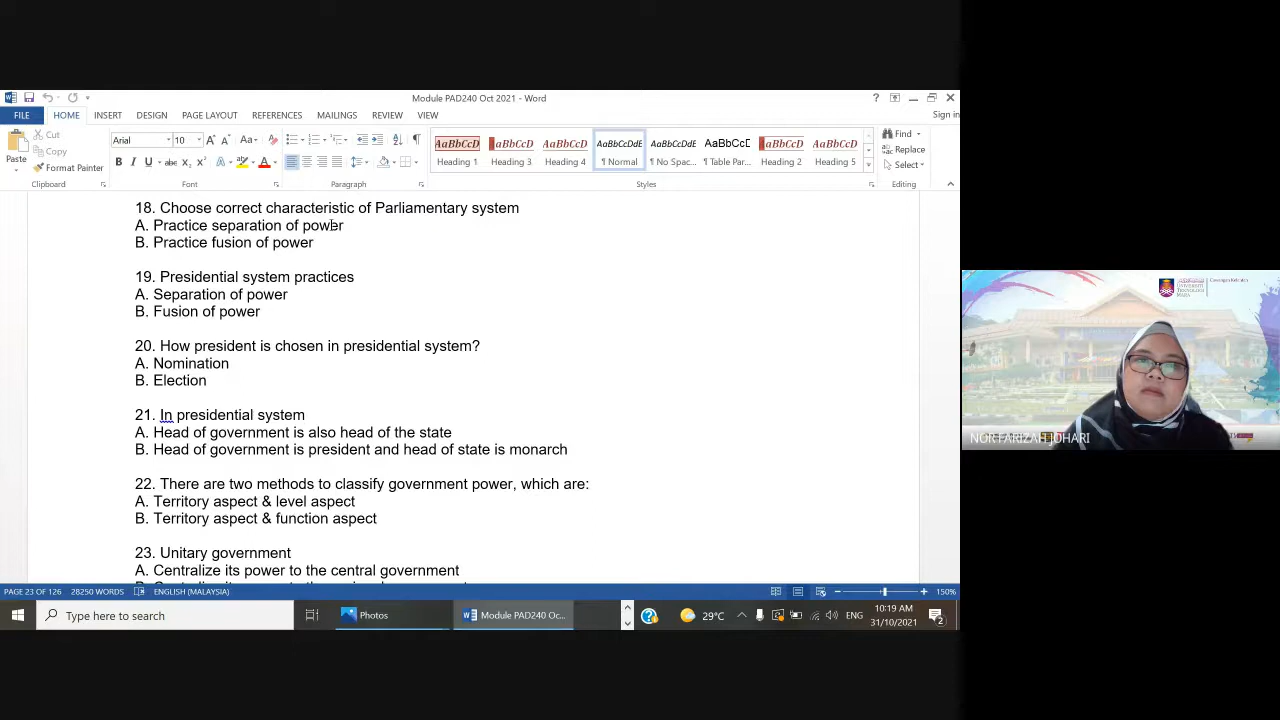 Module PAD240 Oct 2021 - Word
Sign in
FILE HOME INSERT DESIGN PAGE LAYOUT REFERENCES MAILINGS REVIEW VIEW
Cut
Copy
Format Painter
Paste
Clipboard
Arial 10
Font
Paragraph
AaBbCcD AaBbCcD AaBbCcD AaBbCcDdE AaBbCcDdE AaBbCcD AaBbCcD AaBbCcD
Heading 1 Heading 3 Heading 4 ¶ Normal ¶ No Spac... ¶ Table Par... Heading 2 Heading 5
Styles
Find
Replace
Select
Editing
18. Choose correct characteristic of Parliamentary system
A. Practice separation of power
B. Practice fusion of power
19. Presidential system practices
A. Separation of power
B. Fusion of power
20. How president is chosen in presidential system?
A. Nomination
B. Election
21. In presidential system
A. Head of government is also head of the state
B. Head of government is president and head of state is monarch
22. There are two methods to classify government power, which are:
A. Territory aspect & level aspect
B. Territory aspect & function aspect
23. Unitary government
A. Centralize its power to the central government
PAGE 23 OF 126 28250 WORDS ENGLISH (MALAYSIA) 150%
Type here to search
Photos
Module PAD240 Oc...
29°C
ENG
10:19 AM
31/10/2021
2
UNIVERSITI
TEKNOLOGI
MARA
NOR FARIZAH JOHARI